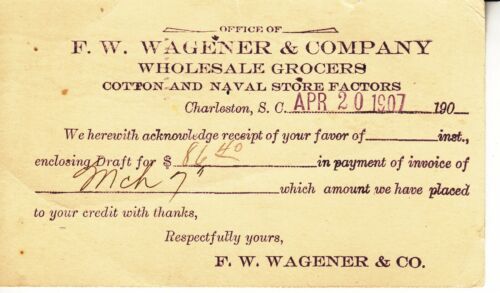 OFFICE OF
F. W. WAGENER & COMPANY
WHOLESALE GROCERS
COTTON AND NAVAL STORE FACTORS
Charleston, S. C. APR 20 1907 190
We herewith acknowledge receipt of your favor of inst.,
enclosing Draft for $ 86 40 in payment of invoice of
Mch 7" which amount we have placed
to your credit with thanks,
Respectfully yours,
F. W. WAGENER & CO.